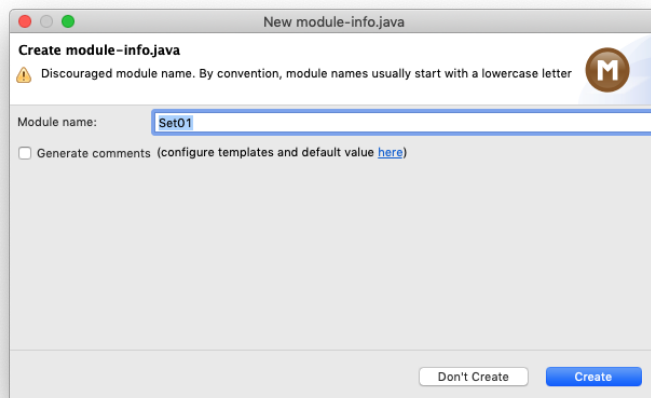 New module-info.java
Create module-info.java
Discouraged module name. By convention, module names usually start with a lowercase letter
M
Module name: Set01
Generate comments (configure templates and default value here)
Don't Create Create